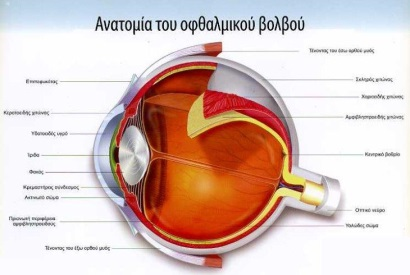 Ανατομία του οφθαλμικού βολβού
Τένοντας του έσω ορθού μυός
Επιπεφυκότας
Κερατοειδής χιτώνας
Υδατοειδές υγρό
Ίριδα
Φακός
Κρεμαστήριος σύνδεσμος
Ακτινωτό σώμα
Πριονωτή περιφέρεια
αμφιβληστροειδούς
Τένοντας του έξω ορθού μυός
Σκληρός χιτώνας
Χοριοειδής χιτώνας
Αμφιβληστροειδής χιτώνας
Κεντρικό βοθρίο
Οπτικό νεύρο
Υαλώδες σώμα